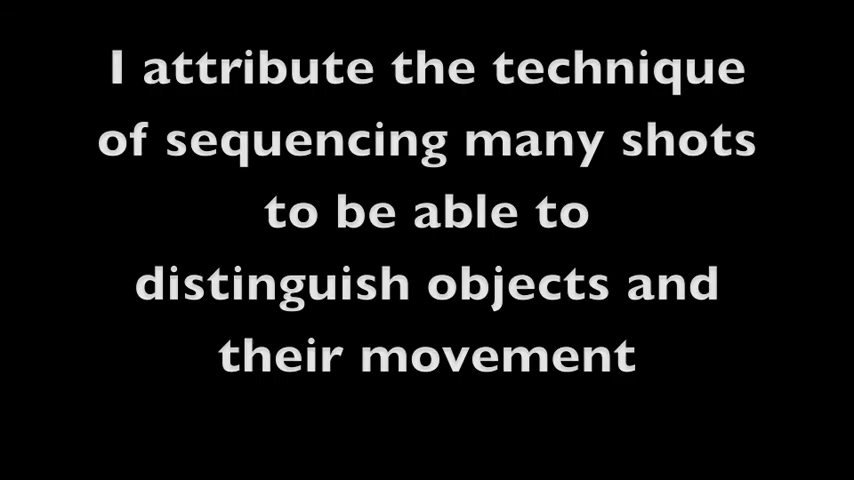 I attribute the technique
of sequencing many shots
to be able to
distinguish objects and
their movement